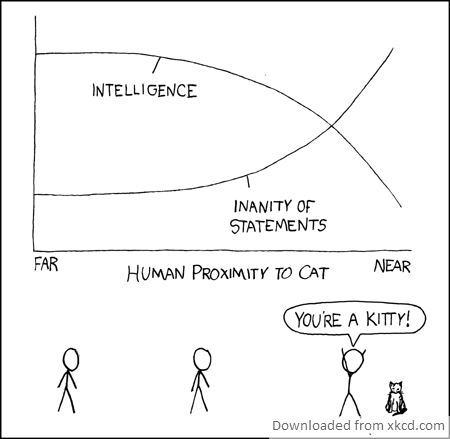 INTELLIGENCE
INANITY OF
STATEMENTS
FAR
HUMAN PROXIMITY TO CAT
NEAR
YOU'RE A KITTY!
Downloaded from xkcd.com